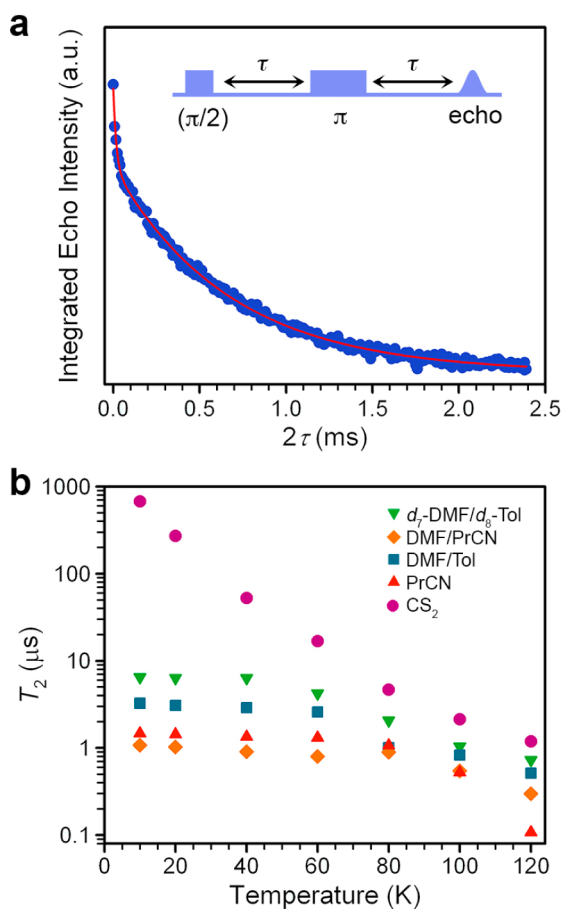 a
Integrated Echo Intensity (a.u.)
τ
τ
(π/2)
π
echo
0.0
0.5
1.0
1.5
2.0
2.5
2τ (ms)
b
1000
100
10
1
0.1
T₂ (μs)
d₇-DMF/d₈-Tol
DMF/PrCN
DMF/Tol
PrCN
CS₂
0
20
40
60
80
100
120
Temperature (K)